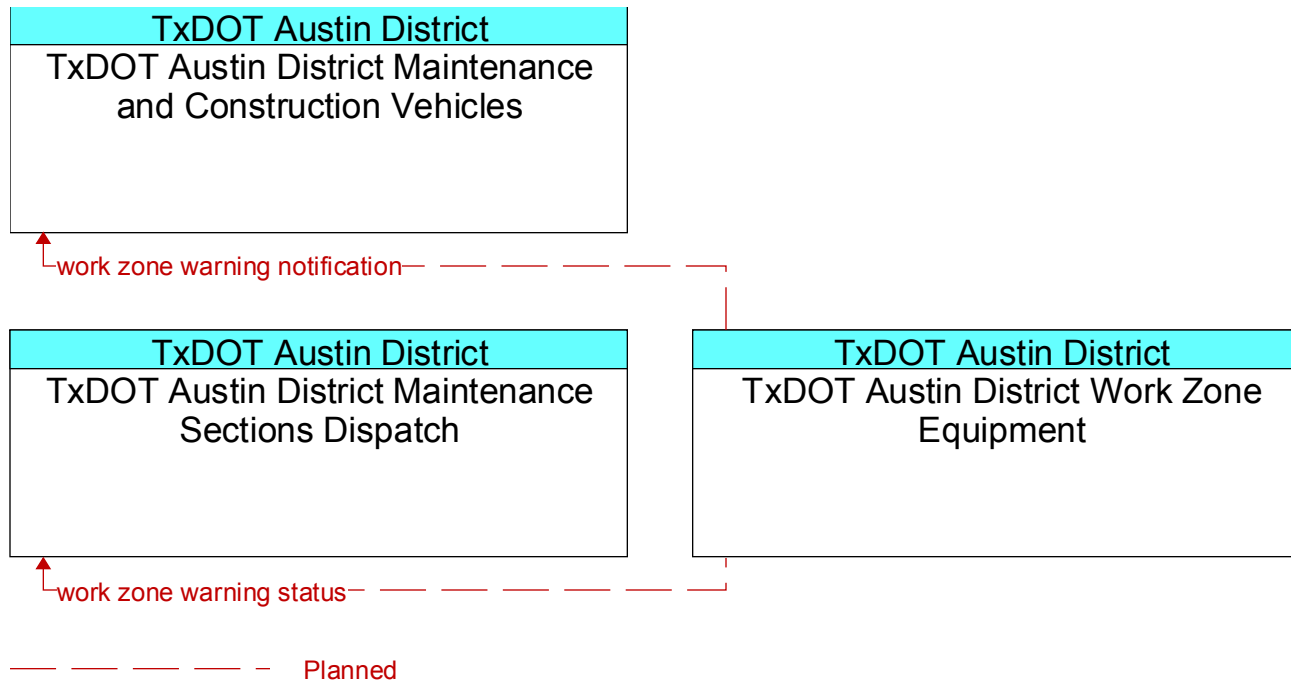 TxDOT Austin District
TxDOT Austin District Maintenance
and Construction Vehicles
work zone warning notification
TxDOT Austin District
TxDOT Austin District Maintenance
Sections Dispatch
TxDOT Austin District
TxDOT Austin District Work Zone
Equipment
work zone warning status
Planned